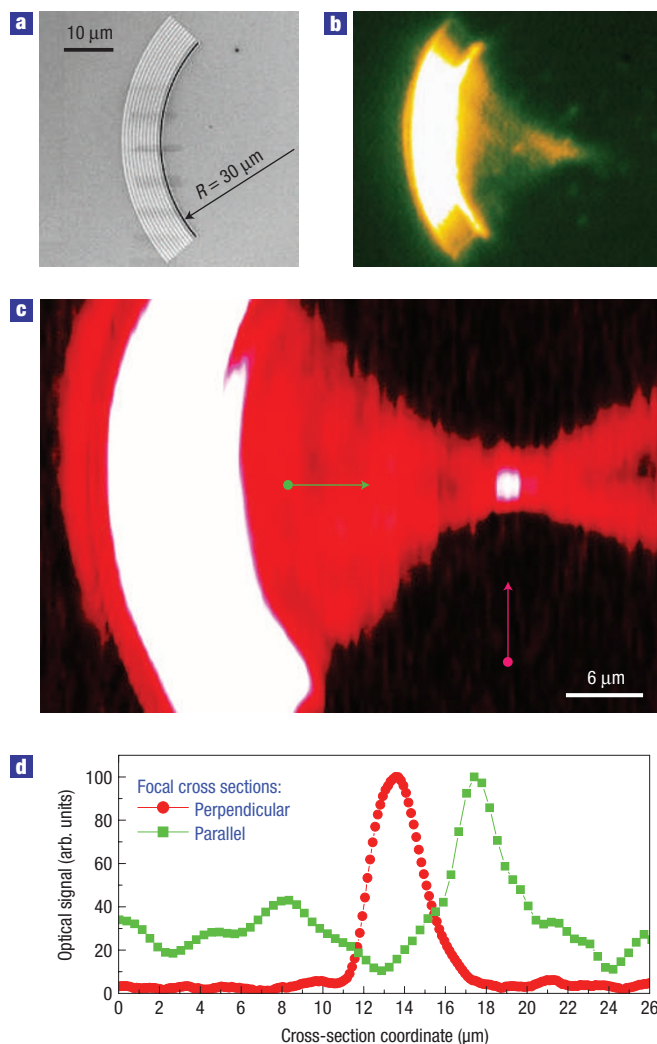 a
10 µm
R = 30 µm
b
c
6 µm
d
Focal cross sections:
Perpendicular
Parallel
Optical signal (arb. units)
100
80
60
40
20
0
0 2 4 6 8 10 12 14 16 18 20 22 24 26
Cross-section coordinate (µm)